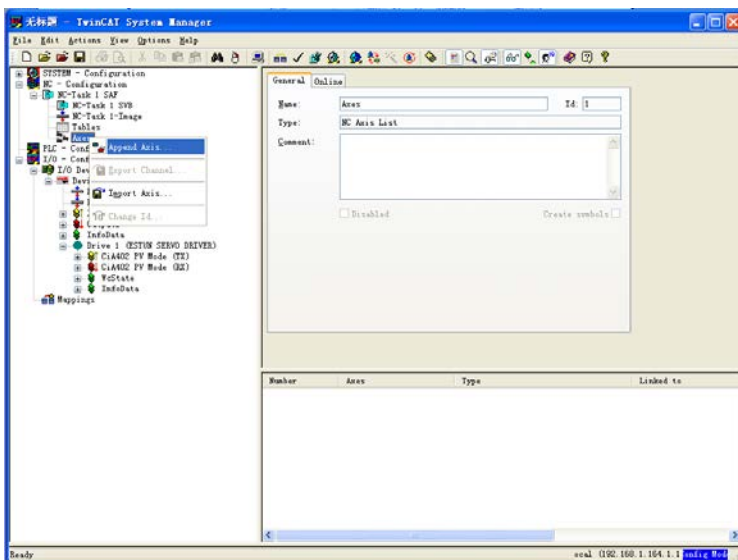 无标题 - TwinCAT System Manager
File Edit Actions View Options Help
SYSTEM - Configuration
NC - Configuration
NC-Task 1 SAF
NC-Task 1 SVB
NC-Task 1-Image
Tables
Axes
PLC - Conf
I/O - Conf
I/O Dev
Devi
InfoData
Drive 1 (ESTUN SERVO DRIVER)
CiA402 PV Mode (TX)
CiA402 PV Mode (RX)
WcState
InfoData
Mappings
Append Axis...
Export Channel...
Import Axis...
Change Id...
General Online
Name: Axes Id: 1
Type: NC Axis List
Comment:
Disabled Create symbols
Number Axes Type Linked to
Ready ocal (192.168.1.164.1.1 onfig Mod